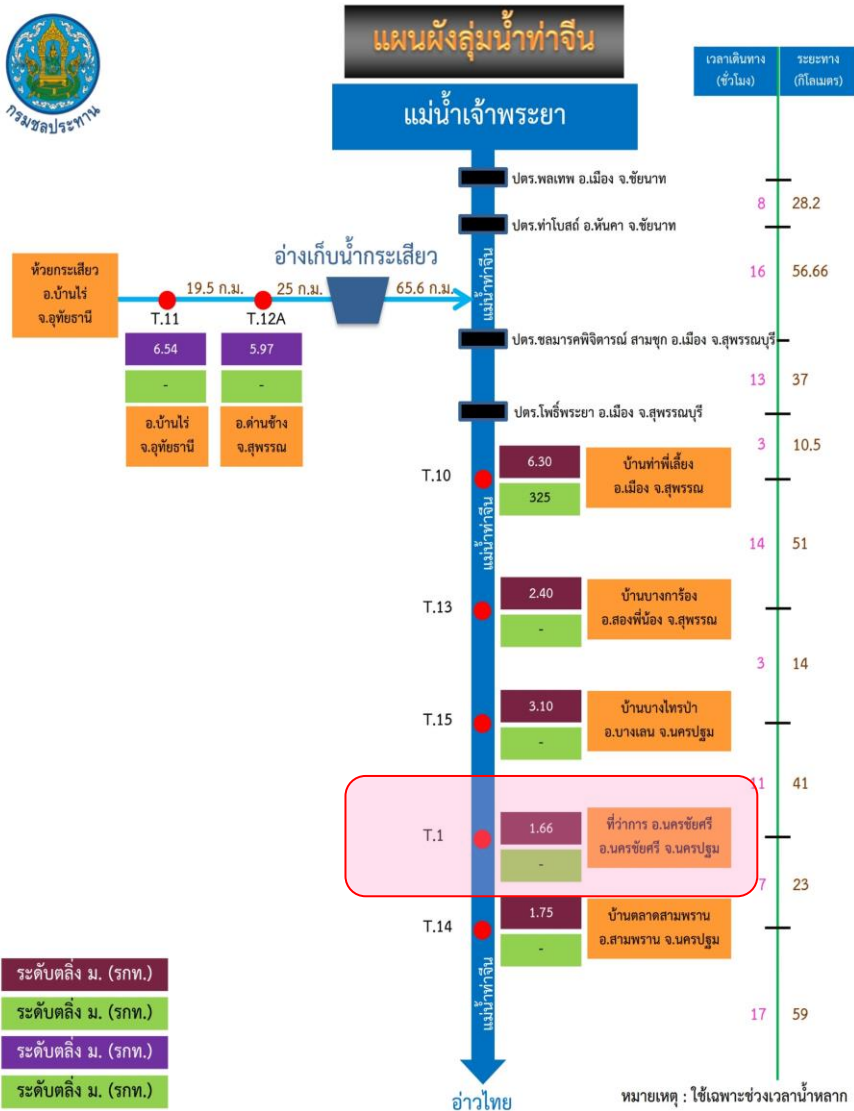 แผนผังลุ่มน้ำท่าจีน
กรมชลประทาน
เวลาเดินทาง
(ชั่วโมง)
ระยะทาง
(กิโลเมตร)
แม่น้ำเจ้าพระยา
ปตร.พลเทพ อ.เมือง จ.ชัยนาท
8
28.2
ปตร.ท่าโบสถ์ อ.หันคา จ.ชัยนาท
อ่างเก็บน้ำกระเสียว
แม่น้ำท่าจีน
16
56.66
ห้วยกระเสียว
อ.บ้านไร่
จ.อุทัยธานี
19.5 ก.ม.
25 ก.ม.
65.6 ก.ม.
T.11
T.12A
6.54
5.97
-
-
อ.บ้านไร่
จ.อุทัยธานี
อ.ด่านช้าง
จ.สุพรรณ
ปตร.ชลมารคพิจิตารณ์ สามชุก อ.เมือง จ.สุพรรณบุรี
13
37
ปตร.โพธิ์พระยา อ.เมือง จ.สุพรรณบุรี
3
10.5
T.10
6.30
325
บ้านท่าพี่เลี้ยง
อ.เมือง จ.สุพรรณ
แม่น้ำท่าจีน
14
51
T.13
2.40
-
บ้านบางการ้อง
อ.สองพี่น้อง จ.สุพรรณ
3
14
T.15
3.10
-
บ้านบางไทรป่า
อ.บางเลน จ.นครปฐม
11
41
T.1
1.66
-
ที่ว่าการ อ.นครชัยศรี
อ.นครชัยศรี จ.นครปฐม
7
23
T.14
1.75
-
บ้านตลาดสามพราน
อ.สามพราน จ.นครปฐม
แม่น้ำท่าจีน
17
59
ระดับตลิ่ง ม. (รกท.)
ระดับตลิ่ง ม. (รกท.)
ระดับตลิ่ง ม. (รกท.)
ระดับตลิ่ง ม. (รกท.)
อ่าวไทย
หมายเหตุ : ใช้เฉพาะช่วงเวลาน้ำหลาก